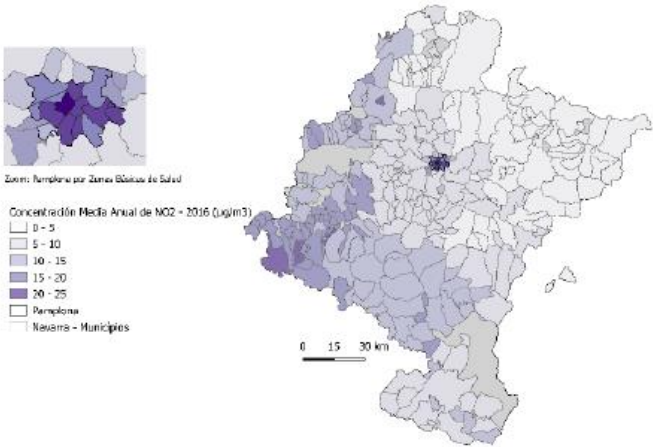 Zoom: Pamplona por Zonas Básicas de Salud
Concentración Media Anual de NO2 - 2016 (µg/m3)
0 - 5
5 - 10
10 - 15
15 - 20
20 - 25
Pamplona
Navarra - Municipios
0 15 30 km